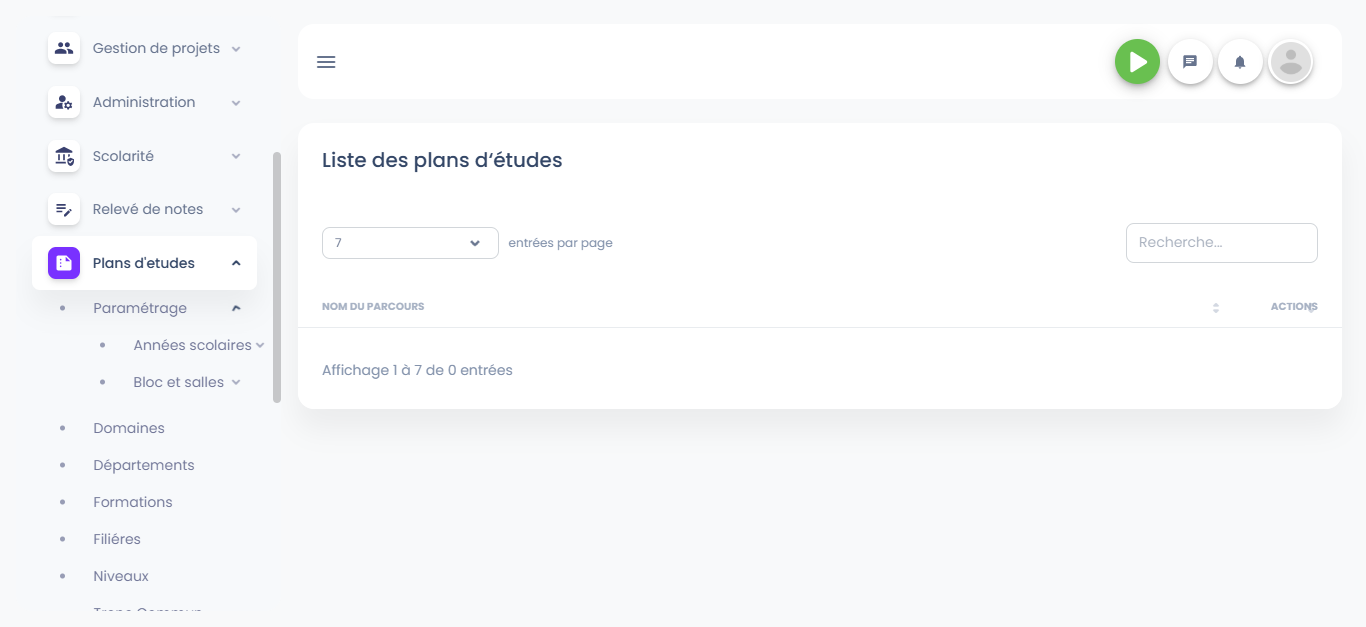 Gestion de projets
Administration
Scolarité
Relevé de notes
Plans d'etudes
Paramétrage
Années scolaires
Bloc et salles
Domaines
Départements
Formations
Filiéres
Niveaux
Tronc Commun
Liste des plans d’études
7 entrées par page
Recherche...
NOM DU PARCOURS ACTIONS
Affichage 1 à 7 de 0 entrées